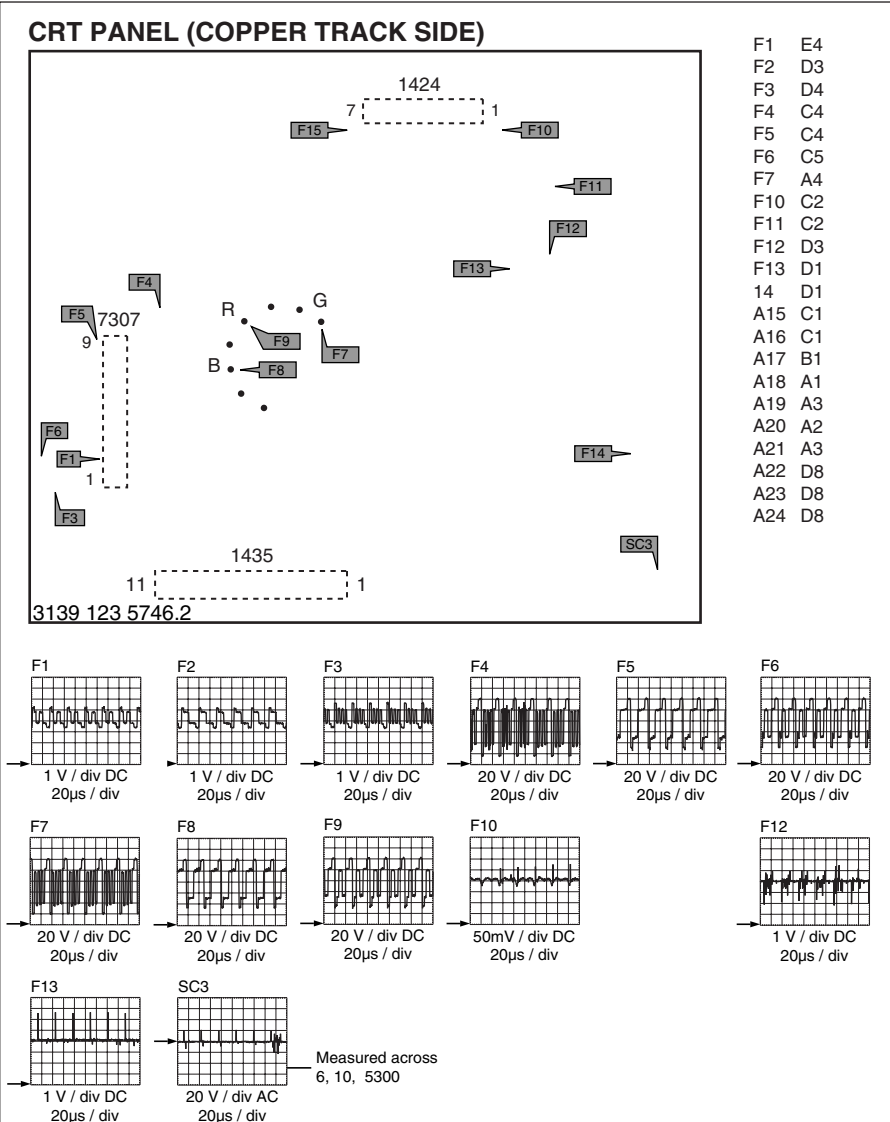 CRT PANEL (COPPER TRACK SIDE)
1424
7 1
F15 F10
F11
F12
F13
F4
R G
F5
7307
9
F9
F7
B F8
F6
F1
1
F14
F3
SC3
1435
11 1
3139 123 5746.2
F1 E4
F2 D3
F3 D4
F4 C4
F5 C4
F6 C5
F7 A4
F10 C2
F11 C2
F12 D3
F13 D1
14 D1
A15 C1
A16 C1
A17 B1
A18 A1
A19 A3
A20 A2
A21 A3
A22 D8
A23 D8
A24 D8
F1 F2 F3 F4 F5 F6
1 V / div DC 1 V / div DC 1 V / div DC 20 V / div DC 20 V / div DC 20 V / div DC
20µs / div 20µs / div 20µs / div 20µs / div 20µs / div 20µs / div
F7 F8 F9 F10 F12
20 V / div DC 20 V / div DC 20 V / div DC 50mV / div DC 1 V / div DC
20µs / div 20µs / div 20µs / div 20µs / div 20µs / div
F13 SC3
Measured across
6, 10, 5300
1 V / div DC 20 V / div AC
20µs / div 20µs / div